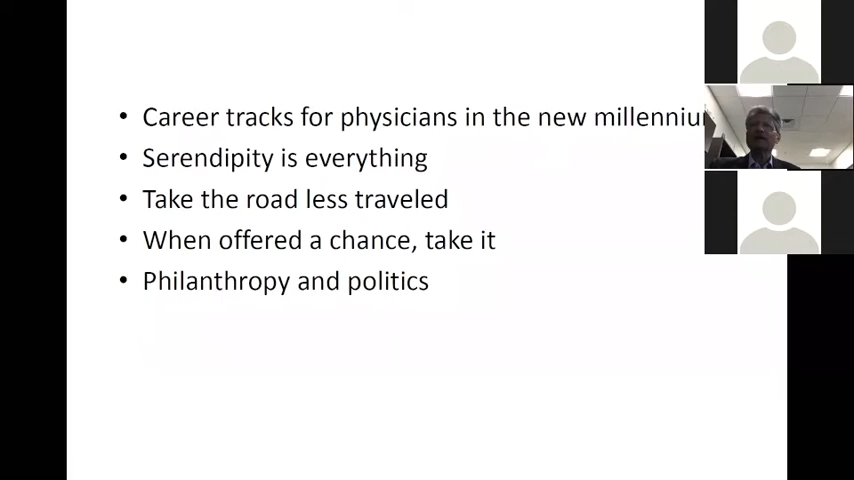 • Career tracks for physicians in the new
• Serendipity is everything
• Take the road less traveled
• When offered a chance, take it
• Philanthropy and politics